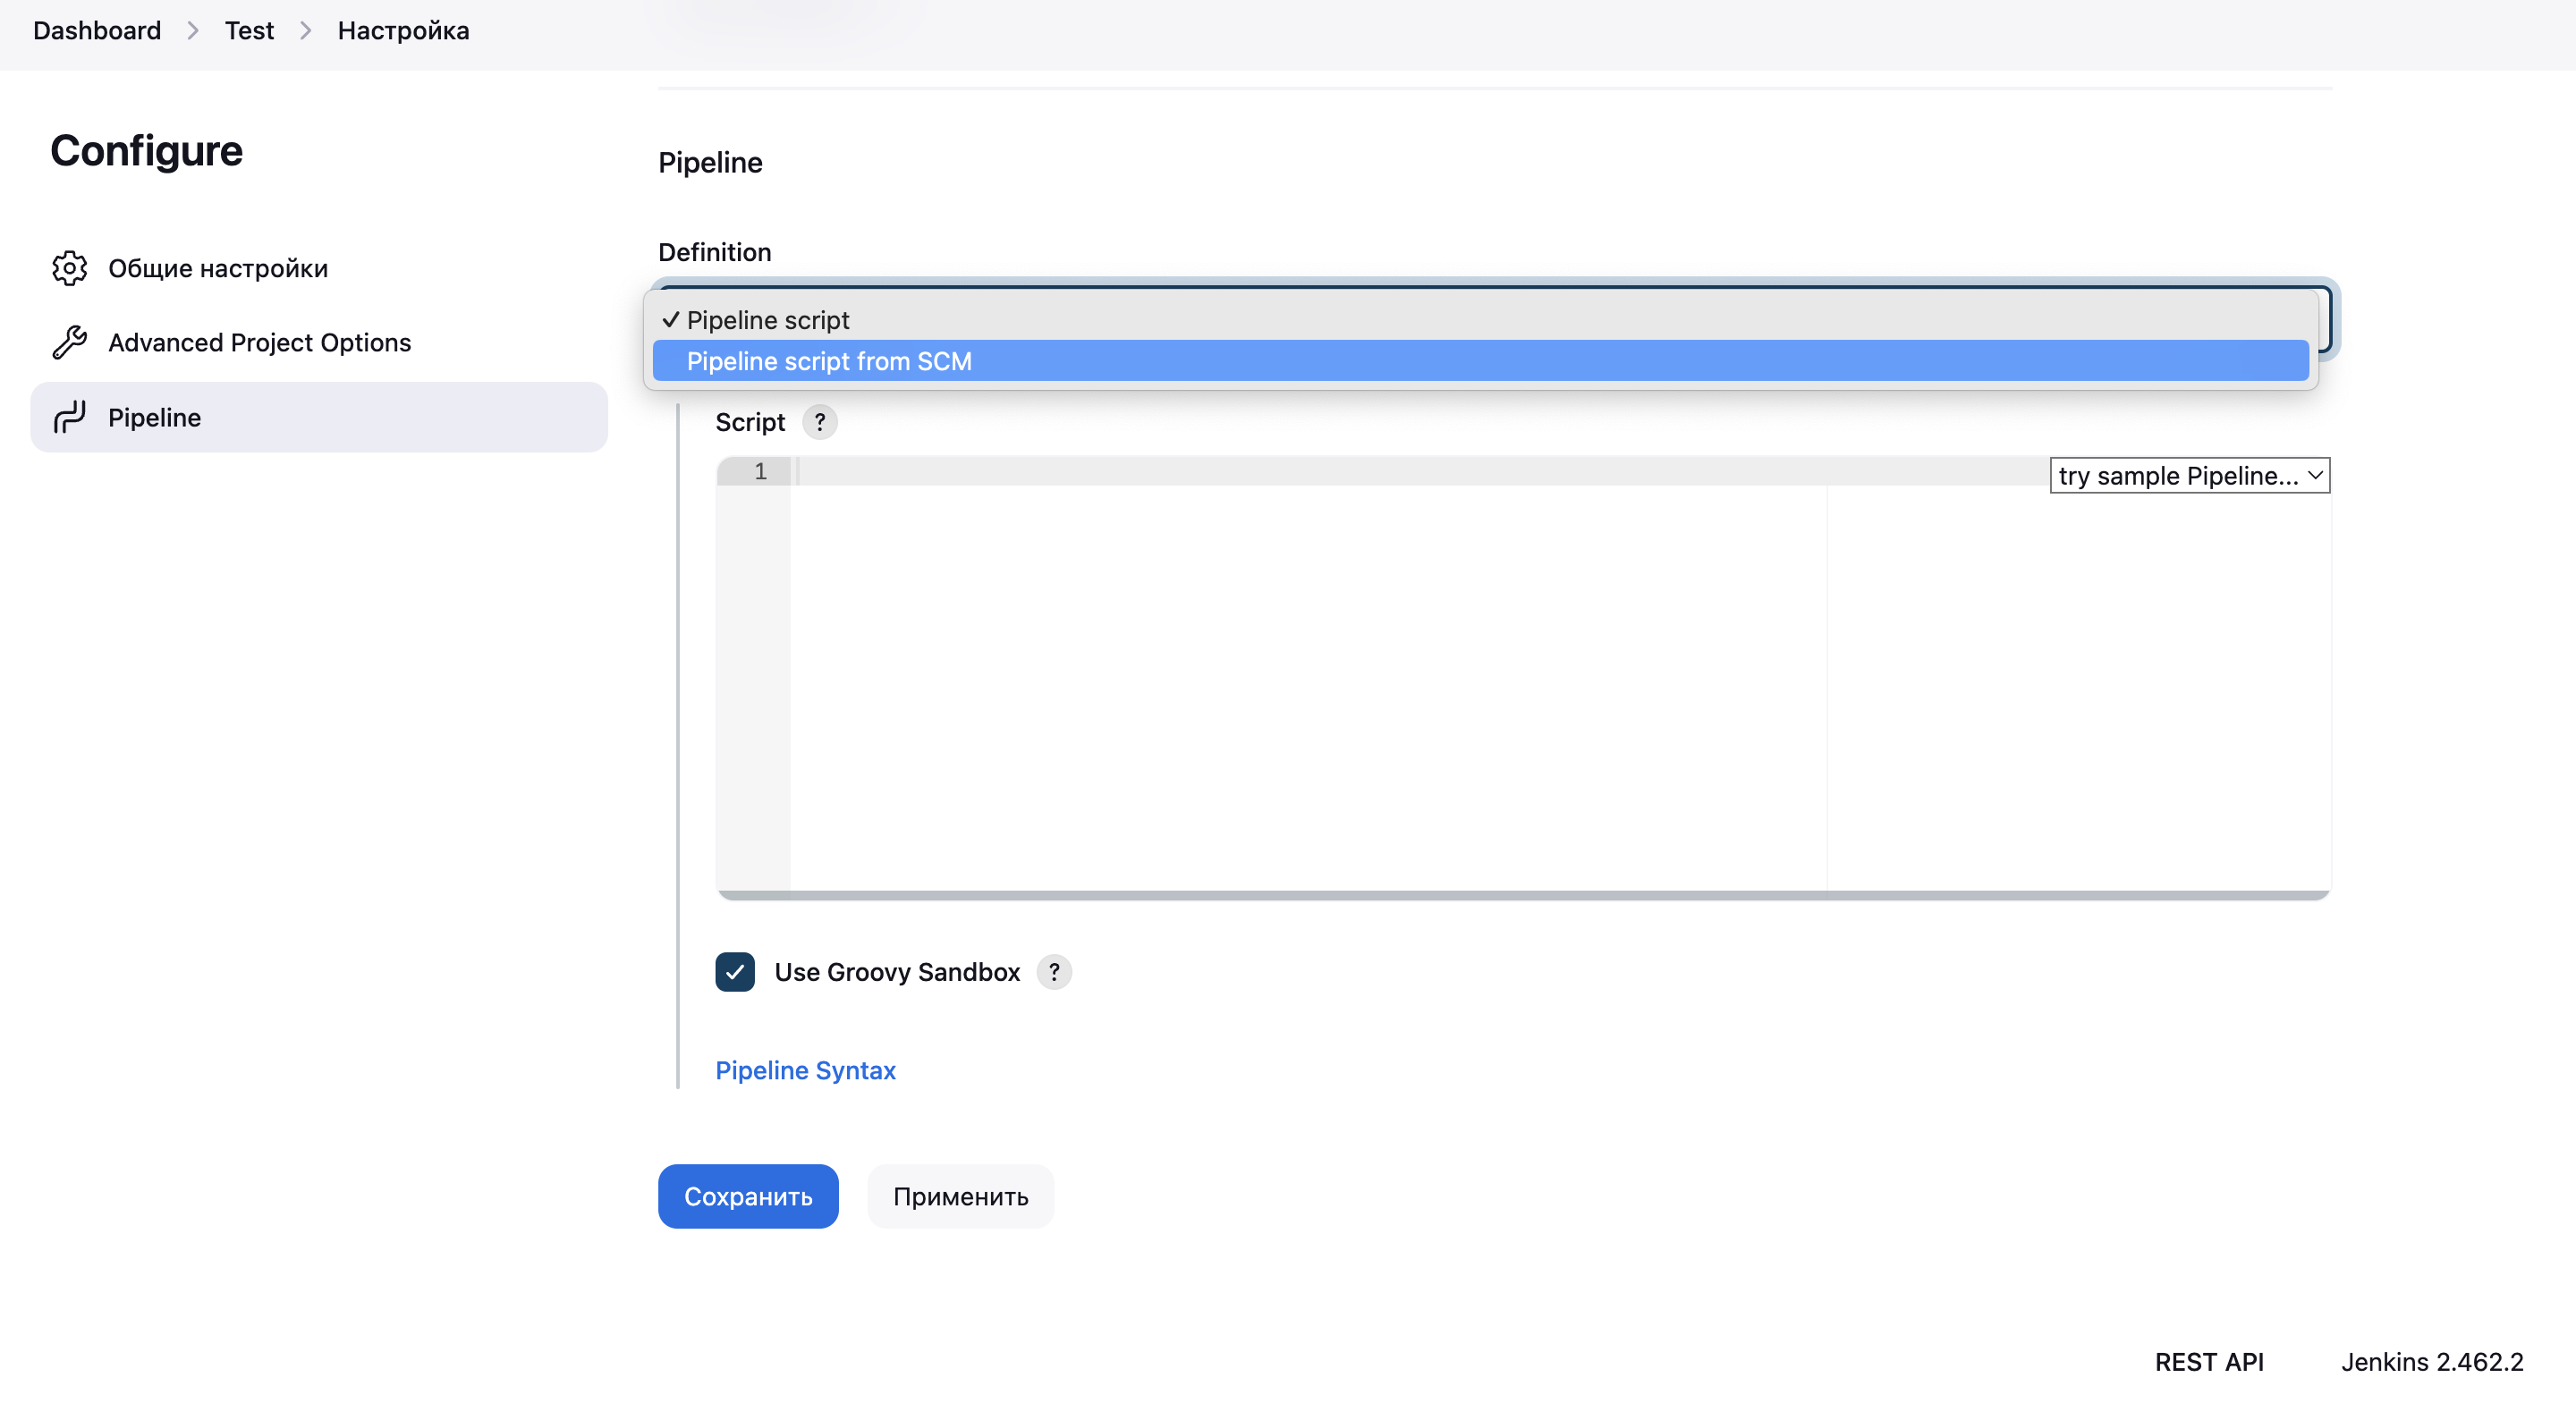 Dashboard > Test > Настройка
Configure
Общие настройки
Advanced Project Options
Pipeline
Pipeline
Definition
✓ Pipeline script
Pipeline script from SCM
Script ?
1
try sample Pipeline...
Use Groovy Sandbox ?
Pipeline Syntax
Сохранить
Применить
REST API
Jenkins 2.462.2